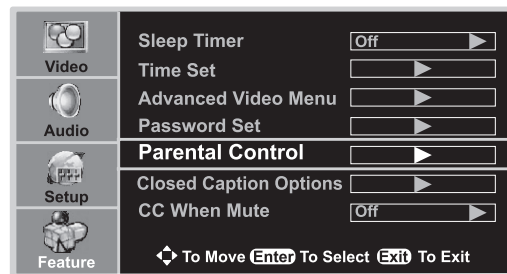 Video
Audio
Setup
Feature
Sleep Timer Off
Time Set
Advanced Video Menu
Password Set
Parental Control
Closed Caption Options
CC When Mute Off
To Move Enter To Select Exit To Exit